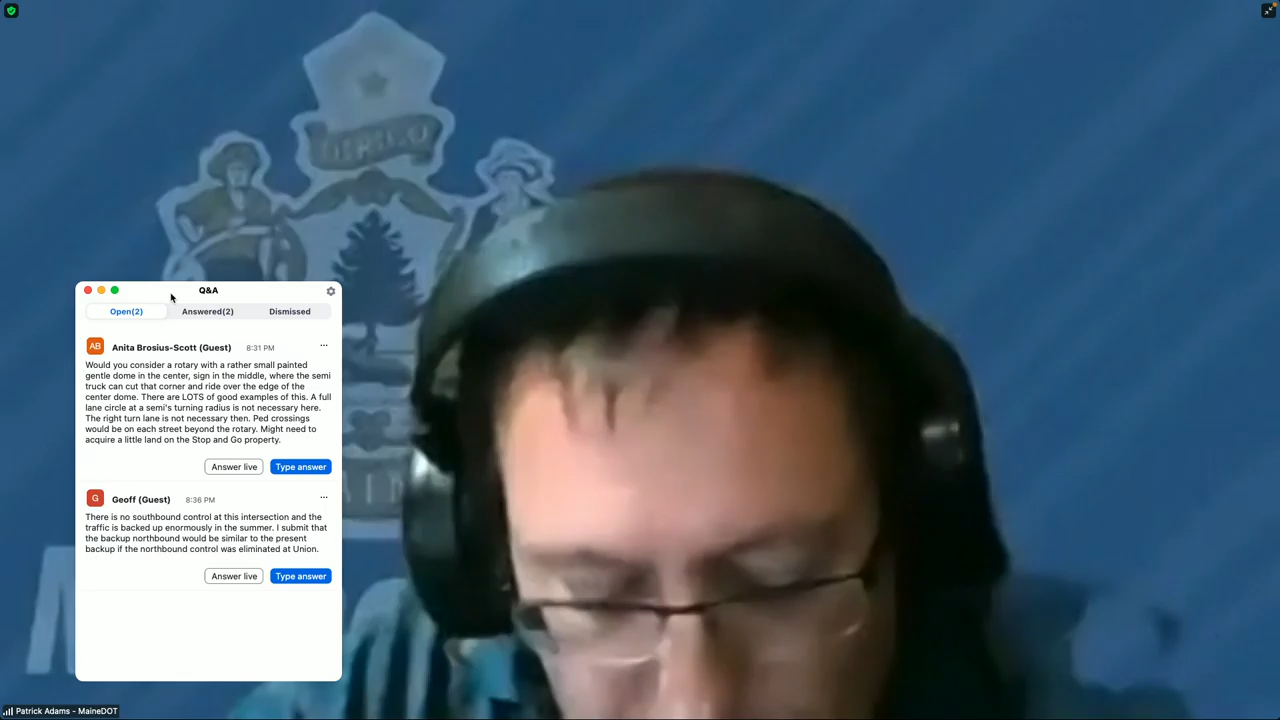 DIRIGO
Q&A
Open(2)
Answered(2)
Dismissed
AB
Anita Brosius-Scott (Guest)
8:31 PM
...
Would you consider a rotary with a rather small painted
gentle dome in the center, sign in the middle, where the semi
truck can cut that corner and ride over the edge of the
center dome. There are LOTS of good examples of this. A full
lane circle at a semi's turning radius is not necessary here.
The right turn lane is not necessary then. Ped crossings
would be on each street beyond the rotary. Might need to
acquire a little land on the Stop and Go property.
Answer live
Type answer
G
Geoff (Guest)
8:36 PM
...
There is no southbound control at this intersection and the
traffic is backed up enormously in the summer. I submit that
the backup northbound would be similar to the present
backup if the northbound control was eliminated at Union.
Answer live
Type answer
Patrick Adams - MaineDOT